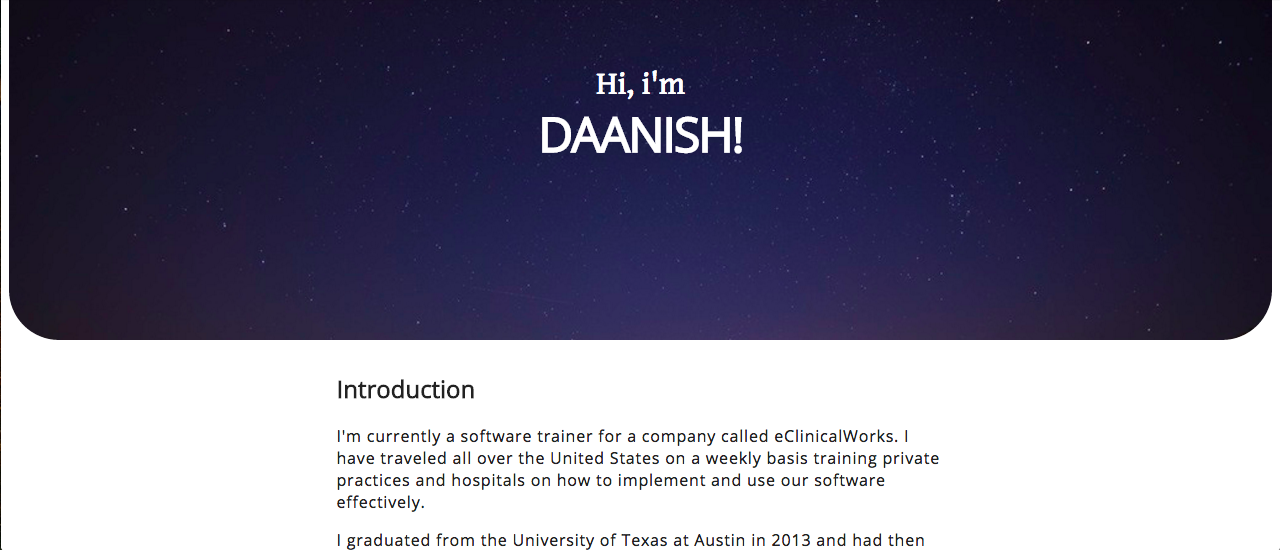 Hi, i'm
DAANISH!
Introduction
I'm currently a software trainer for a company called eClinicalWorks. I
have traveled all over the United States on a weekly basis training private
practices and hospitals on how to implement and use our software
effectively.
I graduated from the University of Texas at Austin in 2013 and had then